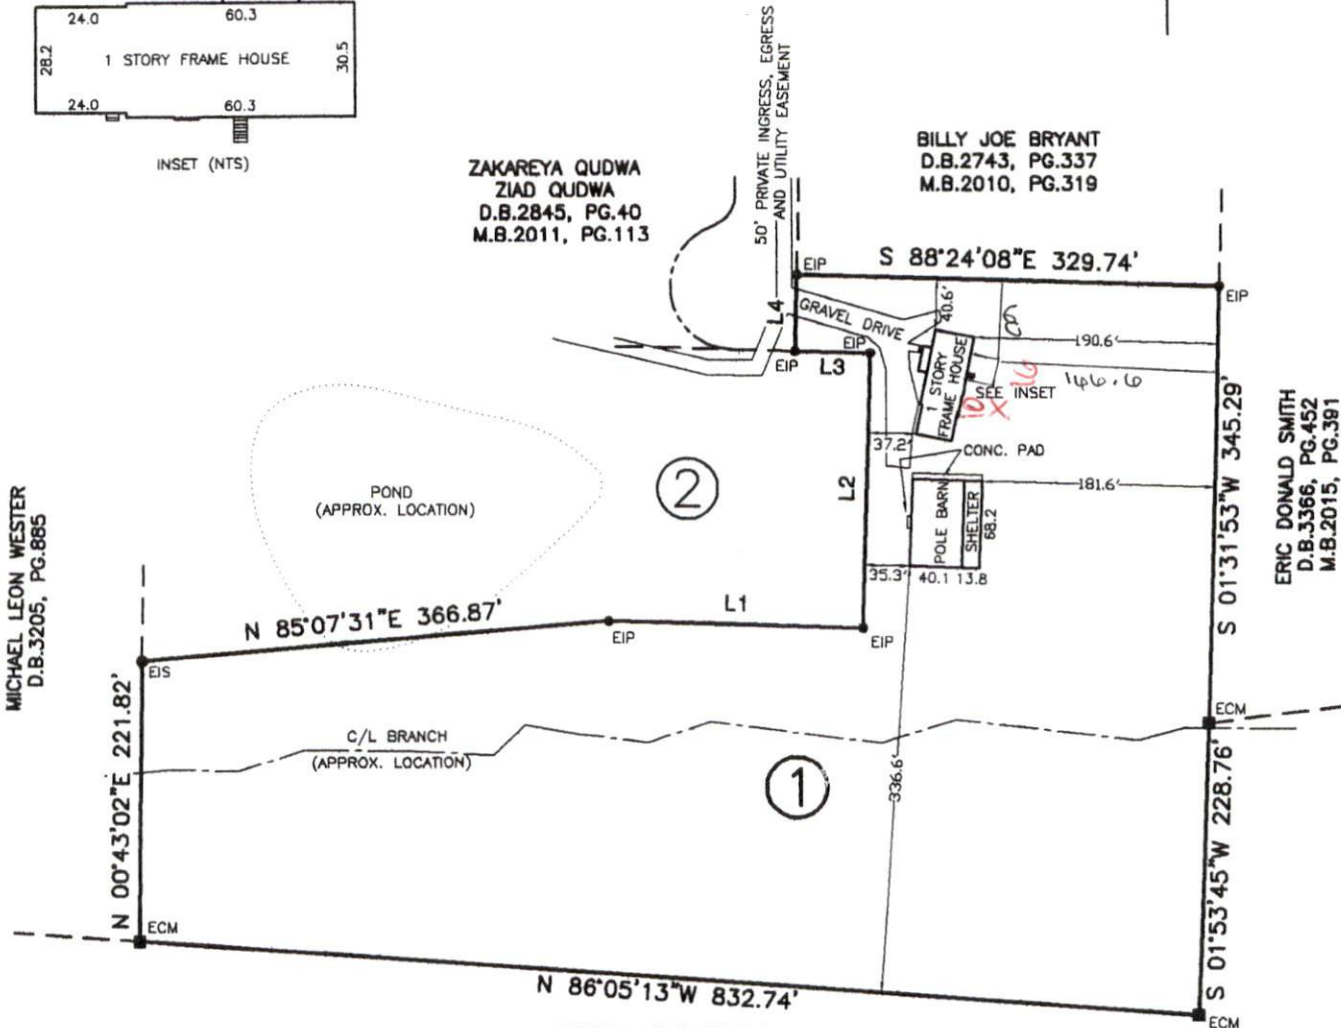 24.0 60.3
28.2
1 STORY FRAME HOUSE
30.5
24.0 60.3
INSET (NTS)
50' PRIVATE INGRESS, EGRESS
AND UTILITY EASEMENT
ZAKAREYA QUDWA
ZIAD QUDWA
D.B.2845, PG.40
M.B.2011, PG.113
BILLY JOE BRYANT
D.B.2743, PG.337
M.B.2010, PG.319
S 88°24'08"E 329.74'
EIP
EIP
L4
GRAVEL DRIVE
40.6'
190.6'
EIP
EIP
L3
1 STORY
FRAME HOUSE
146.6
SEE INSET
10
X
16
37.2'
CONC. PAD
L2
181.6'
POLE BARN
SHELTER
68.2
35.3' 40.1 13.8
S 01°31'53"W 345.29'
ERIC DONALD SMITH
D.B.3366, PG.452
M.B.2015, PG.391
POND
(APPROX. LOCATION)
2
MICHAEL LEON WESTER
D.B.3205, PG.885
N 85°07'31"E 366.87'
L1
EIS
EIP
EIP
N 00°43'02"E 221.82'
C/L BRANCH
(APPROX. LOCATION)
ECM
1
336.6'
S 01°53'45"W 228.76'
ECM
N 86°05'13"W 832.74'
ECM